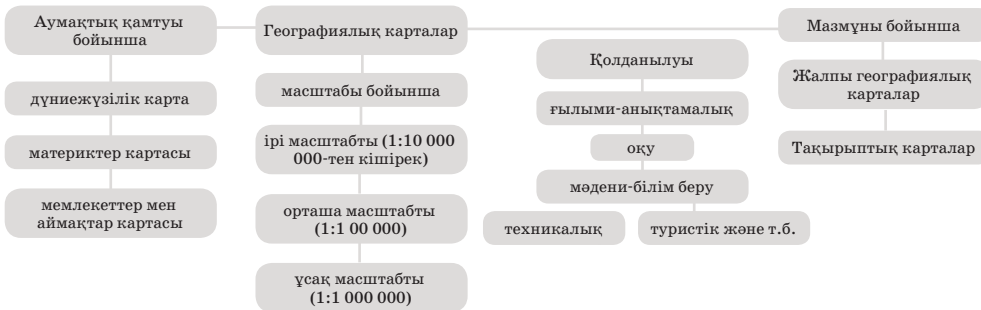 Аумақтық қамтуы
бойынша
дүниежүзілік карта
материктер картасы
мемлекеттер мен
аймақтар картасы
Географиялық карталар
масштабы бойынша
ірі масштабты (1:10 000
000-тен кішірек)
орташа масштабты
(1:1 00 000)
ұсақ масштабты
(1:1 000 000)
Қолданылуы
ғылыми-анықтамалық
оқу
мәдени-білім беру
техникалық
туристік және т.б.
Мазмұны бойынша
Жалпы географиялық
карталар
Тақырыптық карталар